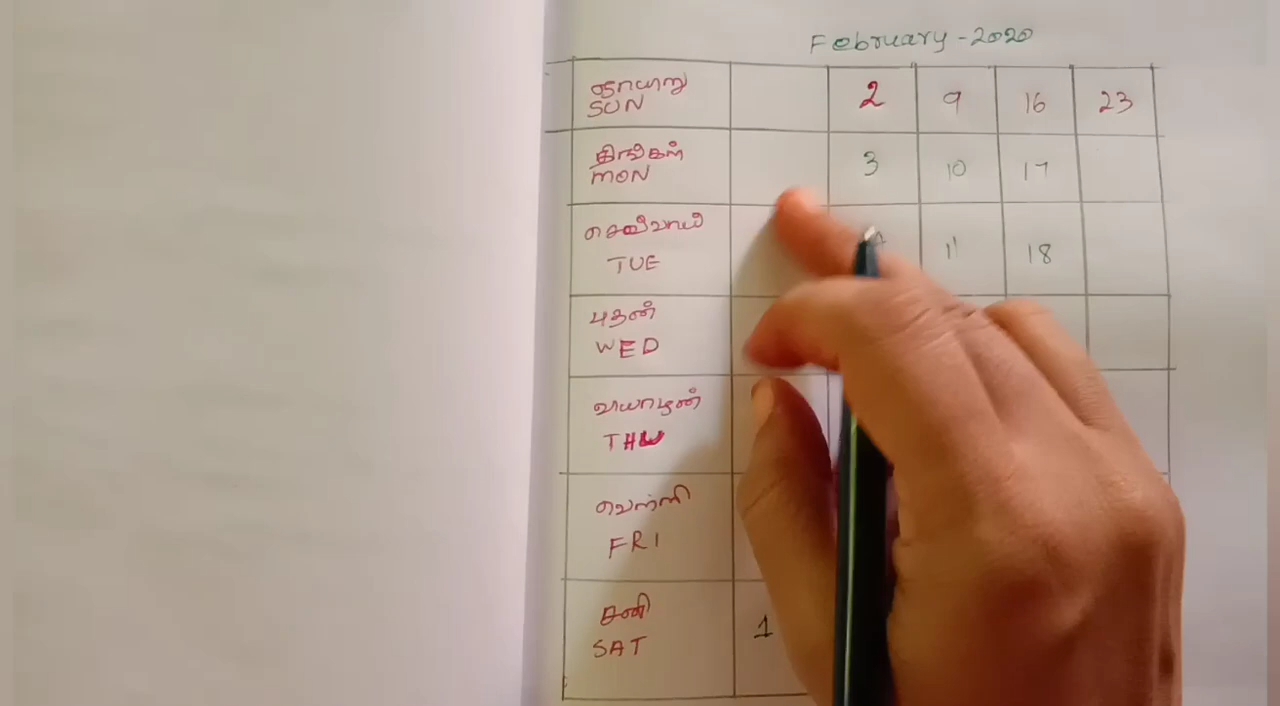 February - 2020
ஞாயிறு
SUN
2 9 16 23
திங்கள்
MON
3 10 17
செவ்வாய்
TUE
4 11 18
புதன்
WED
வியாழன்
THU
வெள்ளி
FRI
சனி
SAT
1